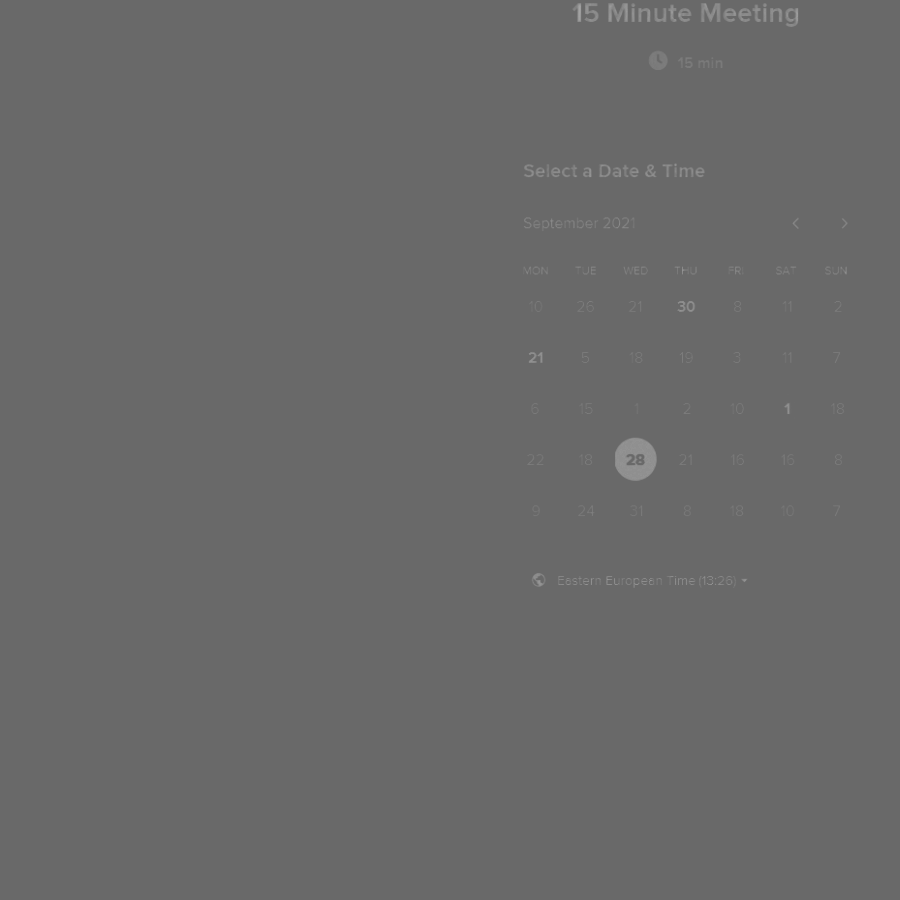 15 Minute Meeting
15 min
Select a Date & Time
September 2021
MON TUE WED THU FRI SAT SUN
10 26 21 30 8 11 2
21 5 18 19 3 11 7
6 15 1 2 10 1 18
22 18 28 21 16 16 8
9 24 31 8 18 10 7
Eastern European Time (13:26)